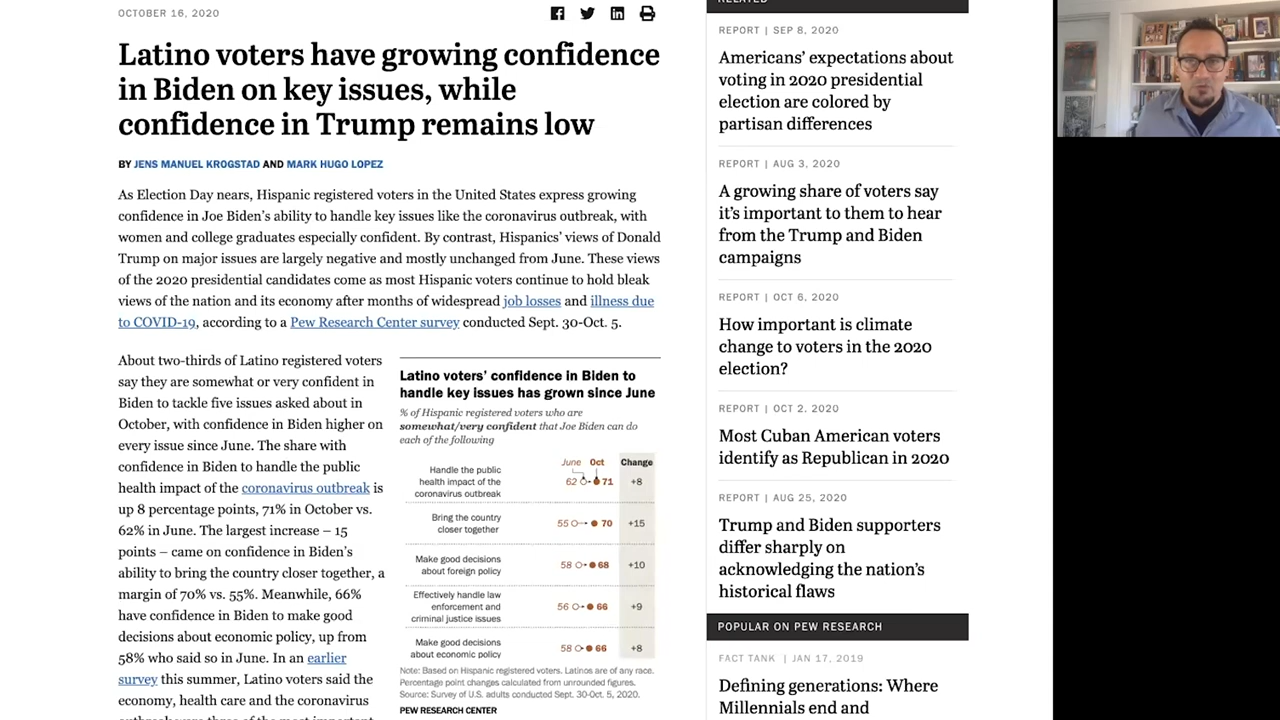 OCTOBER 16, 2020
Latino voters have growing confidence
in Biden on key issues, while
confidence in Trump remains low
BY JENS MANUEL KROGSTAD AND MARK HUGO LOPEZ
As Election Day nears, Hispanic registered voters in the United States express growing
confidence in Joe Biden's ability to handle key issues like the coronavirus outbreak, with
women and college graduates especially confident. By contrast, Hispanics' views of Donald
Trump on major issues are largely negative and mostly unchanged from June. These views
of the 2020 presidential candidates come as most Hispanic voters continue to hold bleak
views of the nation and its economy after months of widespread job losses and illness due
to COVID-19, according to a Pew Research Center survey conducted Sept. 30-Oct. 5.
About two-thirds of Latino registered voters
say they are somewhat or very confident in
Biden to tackle five issues asked about in
October, with confidence in Biden higher on
every issue since June. The share with
confidence in Biden to handle the public
health impact of the coronavirus outbreak is
up 8 percentage points, 71% in October vs.
62% in June. The largest increase – 15
points – came on confidence in Biden's
ability to bring the country closer together, a
margin of 70% vs. 55%. Meanwhile, 66%
have confidence in Biden to make good
decisions about economic policy, up from
58% who said so in June. In an earlier
survey this summer, Latino voters said the
economy, health care and the coronavirus
outbreak were three of the most important
Latino voters' confidence in Biden to
handle key issues has grown since June
% of Hispanic registered voters who are
somewhat/very confident that Joe Biden can do
each of the following
June Oct Change
Handle the public
health impact of the
coronavirus outbreak
62 71 +8
Bring the country
closer together
55 70 +15
Make good decisions
about foreign policy
58 68 +10
Effectively handle law
enforcement and
criminal justice issues
56 66 +9
Make good decisions
about economic policy
58 66 +8
Note: Based on Hispanic registered voters. Latinos are of any race.
Percentage point changes calculated from unrounded figures.
Source: Survey of U.S. adults conducted Sept. 30-Oct. 5, 2020.
PEW RESEARCH CENTER
RELATED
REPORT | SEP 8, 2020
Americans' expectations about
voting in 2020 presidential
election are colored by
partisan differences
REPORT | AUG 3, 2020
A growing share of voters say
it's important to them to hear
from the Trump and Biden
campaigns
REPORT | OCT 6, 2020
How important is climate
change to voters in the 2020
election?
REPORT | OCT 2, 2020
Most Cuban American voters
identify as Republican in 2020
REPORT | AUG 25, 2020
Trump and Biden supporters
differ sharply on
acknowledging the nation's
historical flaws
POPULAR ON PEW RESEARCH
FACT TANK | JAN 17, 2019
Defining generations: Where
Millennials end and